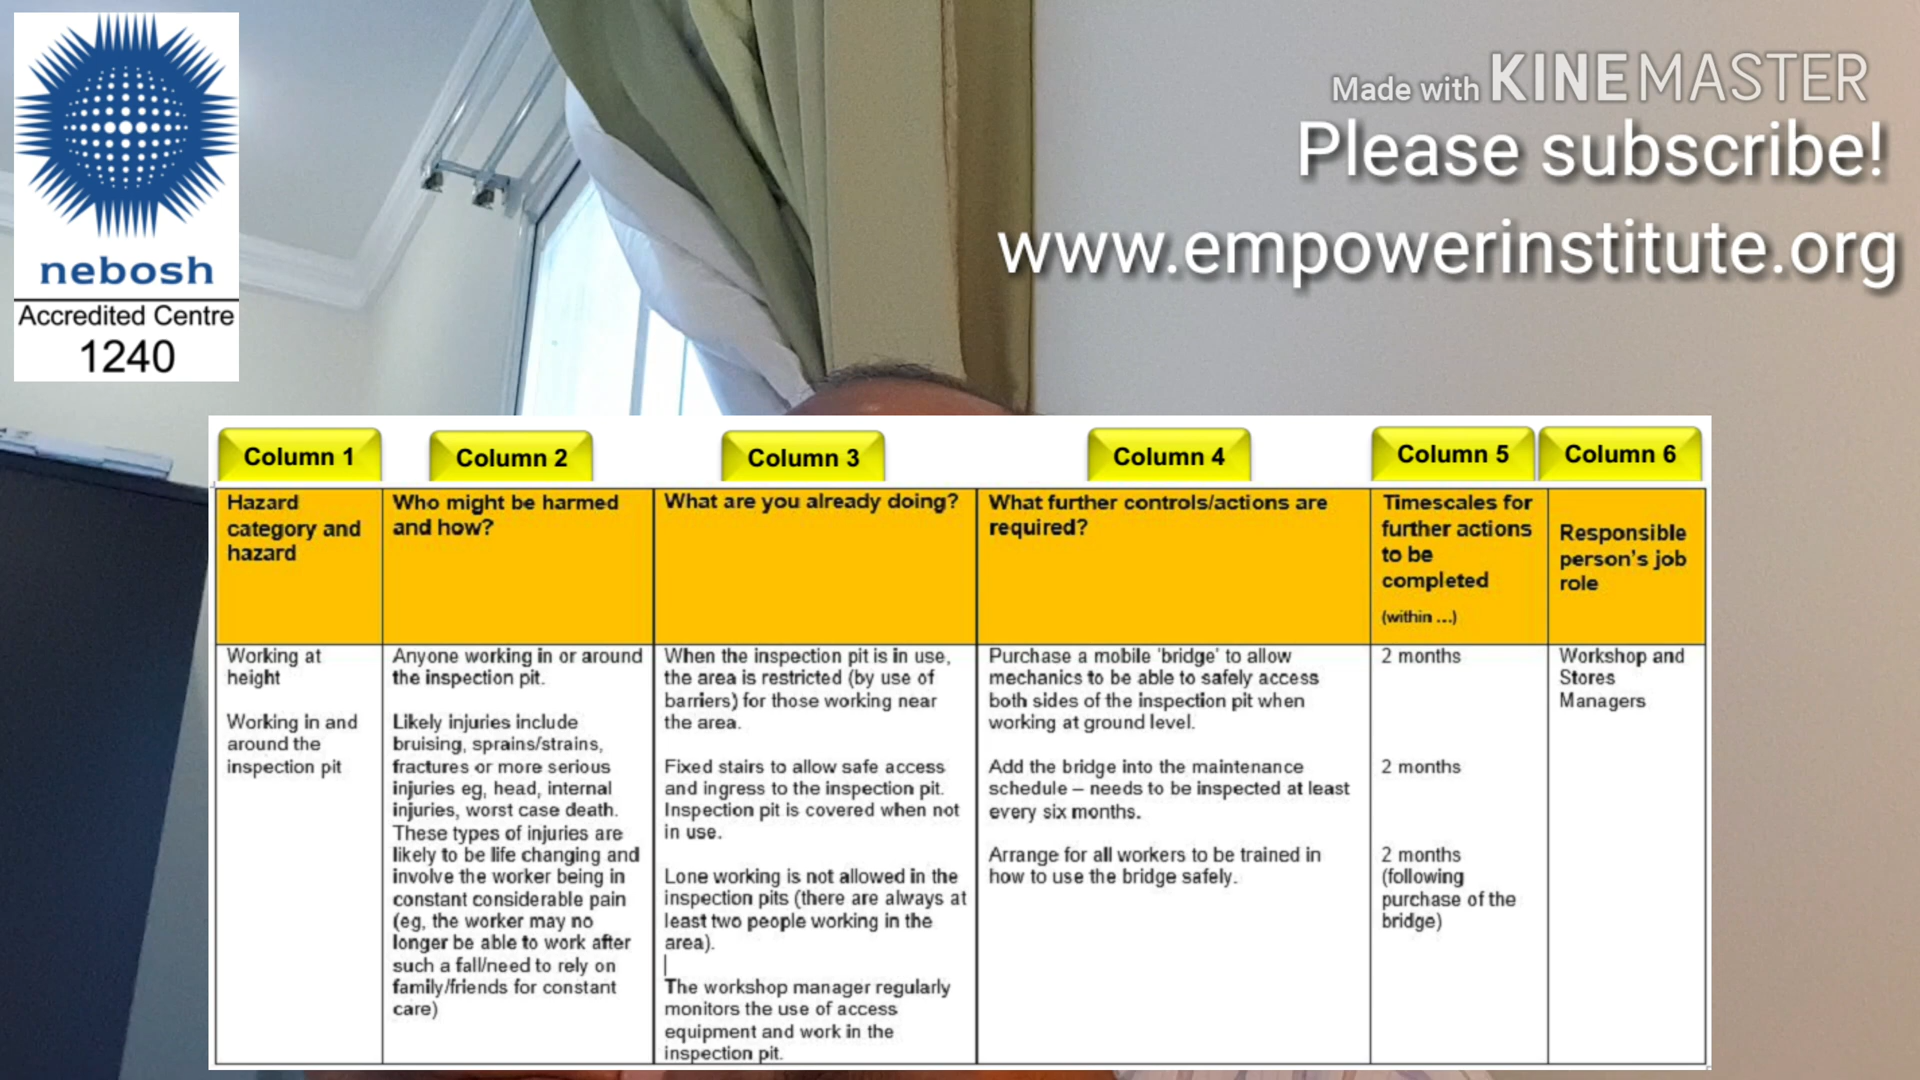 nebosh
Accredited Centre
1240
Made with KINEMASTER
Please subscribe!
www.empowerinstitute.org
Column 1
Column 2
Column 3
Column 4
Column 5
Column 6
Hazard
category and
hazard
Who might be harmed
and how?
What are you already doing?
What further controls/actions are
required?
Timescales for
further actions
to be
completed
(within ...)
Responsible
person's job
role
Working at
height
Working in and
around the
inspection pit
Anyone working in or around
the inspection pit.
Likely injuries include
bruising, sprains/strains,
fractures or more serious
injuries eg, head, internal
injuries, worst case death.
These types of injuries are
likely to be life changing and
involve the worker being in
constant considerable pain
(eg, the worker may no
longer be able to work after
such a fall/need to rely on
family/friends for constant
care)
When the inspection pit is in use,
the area is restricted (by use of
barriers) for those working near
the area.
Fixed stairs to allow safe access
and ingress to the inspection pit.
Inspection pit is covered when not
in use.
Lone working is not allowed in the
inspection pits (there are always at
least two people working in the
area).
The workshop manager regularly
monitors the use of access
equipment and work in the
inspection pit.
Purchase a mobile 'bridge' to allow
mechanics to be able to safely access
both sides of the inspection pit when
working at ground level.
Add the bridge into the maintenance
schedule – needs to be inspected at least
every six months.
Arrange for all workers to be trained in
how to use the bridge safely.
2 months
2 months
2 months
(following
purchase of the
bridge)
Workshop and
Stores
Managers